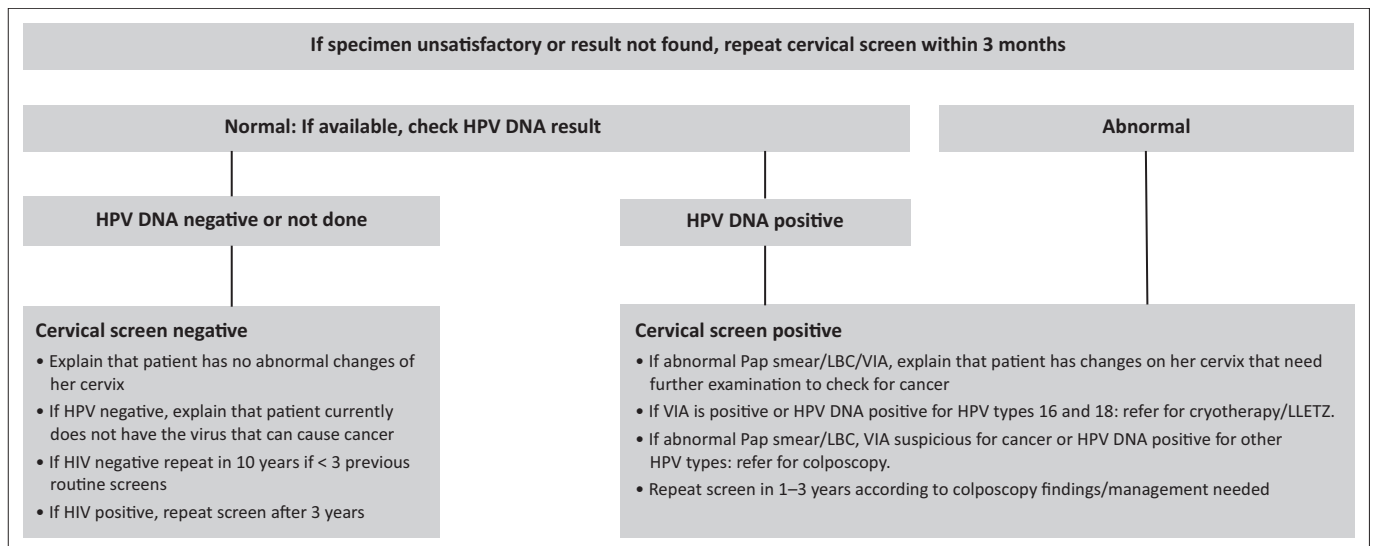 If specimen unsatisfactory or result not found, repeat cervical screen within 3 months
Normal: If available, check HPV DNA result
Abnormal
HPV DNA negative or not done
HPV DNA positive
Cervical screen negative
• Explain that patient has no abnormal changes of
her cervix
• If HPV negative, explain that patient currently
does not have the virus that can cause cancer
• If HIV negative repeat in 10 years if < 3 previous
routine screens
• If HIV positive, repeat screen after 3 years
Cervical screen positive
• If abnormal Pap smear/LBC/VIA, explain that patient has changes on her cervix that need
further examination to check for cancer
• If VIA is positive or HPV DNA positive for HPV types 16 and 18: refer for cryotherapy/LLETZ.
• If abnormal Pap smear/LBC, VIA suspicious for cancer or HPV DNA positive for other
HPV types: refer for colposcopy.
• Repeat screen in 1–3 years according to colposcopy findings/management needed